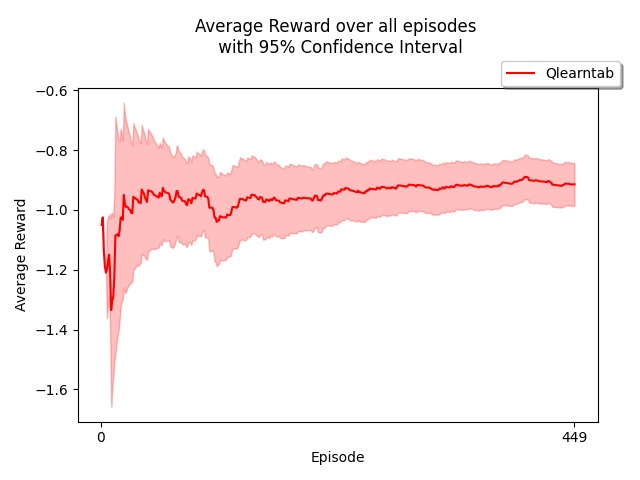 Average Reward over all episodes
with 95% Confidence Interval
Qlearntab
−0.6
−0.8
−1.0
−1.2
−1.4
−1.6
Average Reward
0
449
Episode